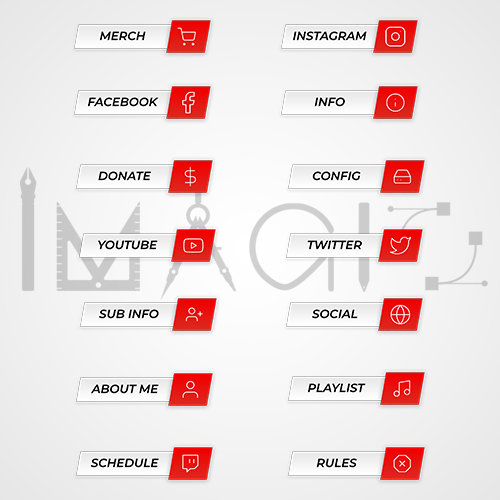 MERCH
INSTAGRAM
FACEBOOK
INFO
DONATE
CONFIG
YOUTUBE
TWITTER
SUB INFO
SOCIAL
ABOUT ME
PLAYLIST
SCHEDULE
RULES